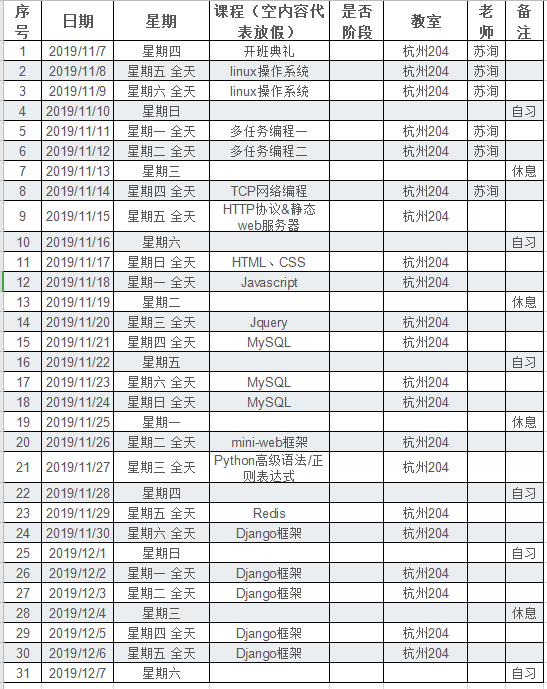 序号 日期 星期 课程（空内容代表放假） 是否阶段 教室 老师 备注
1 2019/11/7 星期四 开班典礼 杭州204 苏洵
2 2019/11/8 星期五 全天 linux操作系统 杭州204 苏洵
3 2019/11/9 星期六 全天 linux操作系统 杭州204 苏洵
4 2019/11/10 星期日 自习
5 2019/11/11 星期一 全天 多任务编程一 杭州204 苏洵
6 2019/11/12 星期二 全天 多任务编程二 杭州204 苏洵
7 2019/11/13 星期三 休息
8 2019/11/14 星期四 全天 TCP网络编程 杭州204 苏洵
9 2019/11/15 星期五 全天 HTTP协议&静态web服务器 杭州204
10 2019/11/16 星期六 自习
11 2019/11/17 星期日 全天 HTML、CSS 杭州204
12 2019/11/18 星期一 全天 Javascript 杭州204
13 2019/11/19 星期二 休息
14 2019/11/20 星期三 全天 Jquery 杭州204
15 2019/11/21 星期四 全天 MySQL 杭州204
16 2019/11/22 星期五 自习
17 2019/11/23 星期六 全天 MySQL 杭州204
18 2019/11/24 星期日 全天 MySQL 杭州204
19 2019/11/25 星期一 休息
20 2019/11/26 星期二 全天 mini-web框架 杭州204
21 2019/11/27 星期三 全天 Python高级语法/正则表达式 杭州204
22 2019/11/28 星期四 自习
23 2019/11/29 星期五 全天 Redis 杭州204
24 2019/11/30 星期六 全天 Django框架 杭州204
25 2019/12/1 星期日 自习
26 2019/12/2 星期一 全天 Django框架 杭州204
27 2019/12/3 星期二 全天 Django框架 杭州204
28 2019/12/4 星期三 休息
29 2019/12/5 星期四 全天 Django框架 杭州204
30 2019/12/6 星期五 全天 Django框架 杭州204
31 2019/12/7 星期六 自习